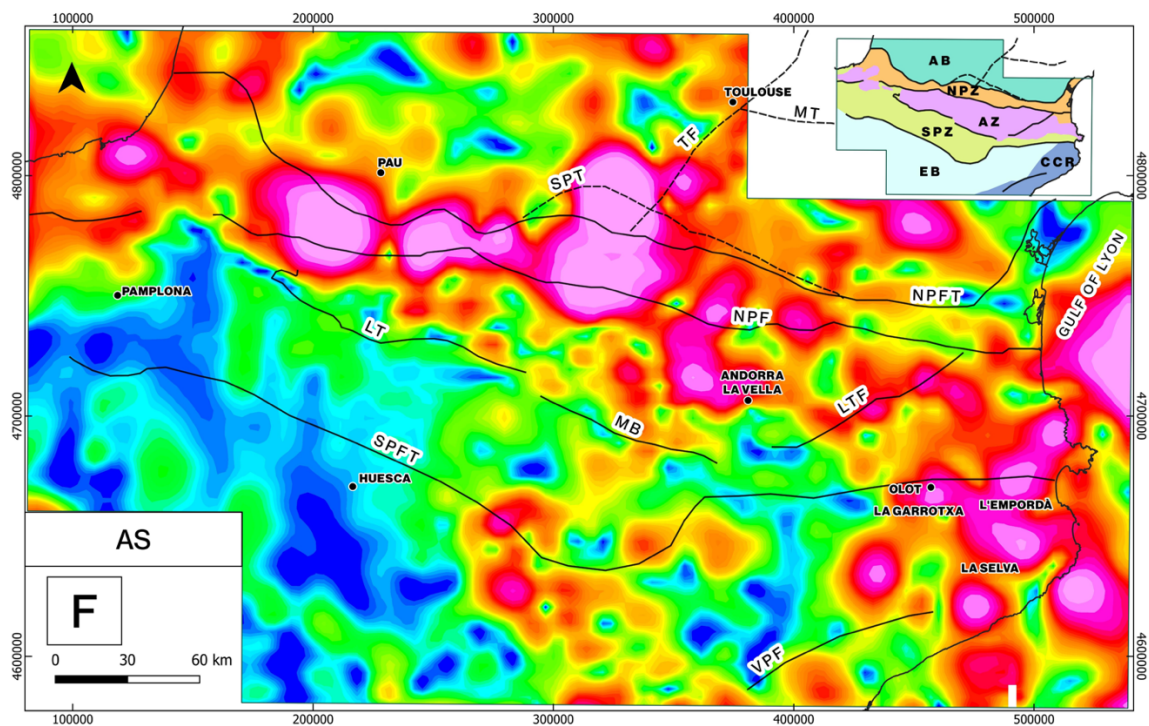 100000 200000 300000 400000 500000
4800000
4700000
4600000
4800000
4700000
4600000
TOULOUSE
MT
TF
SPT
PAU
AB
NPZ
AZ
SPZ
EB
CCR
PAMPLONA
GULF OF LYON
NPFT
NPF
LT
ANDORRA
LA VELLA
LTF
MB
SPFT
HUESCA
OLOT
LA GARROTXA
L'EMPORDÀ
LA SELVA
VPF
AS
F
0 30 60 km
100000 200000 300000 400000 500000